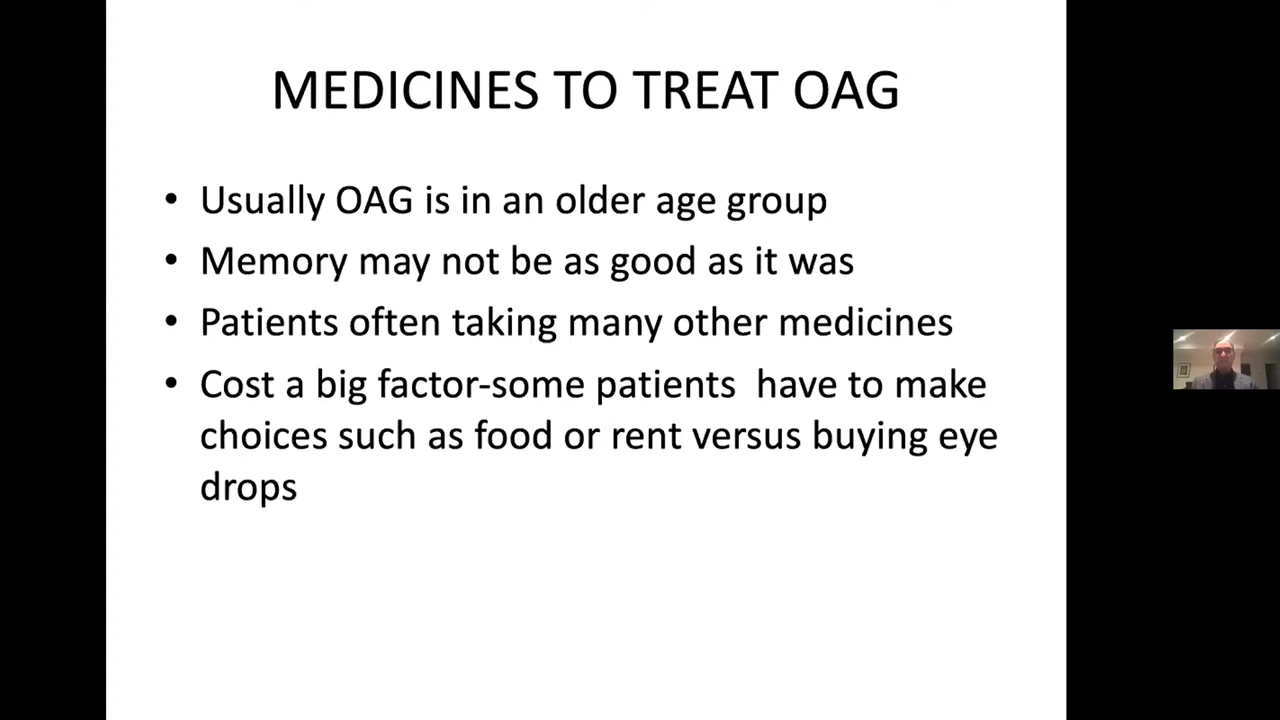 MEDICINES TO TREAT OAG
• Usually OAG is in an older age group
• Memory may not be as good as it was
• Patients often taking many other medicines
• Cost a big factor-some patients  have to make
choices such as food or rent versus buying eye
drops